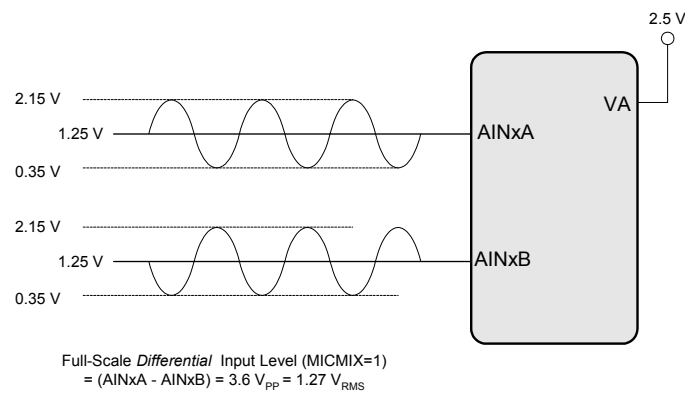 2.5 V
VA
2.15 V
1.25 V
AINxA
0.35 V
2.15 V
1.25 V
AINxB
0.35 V
Full-Scale Differential Input Level (MICMIX=1)
= (AINxA - AINxB) = 3.6 VPP = 1.27 VRMS